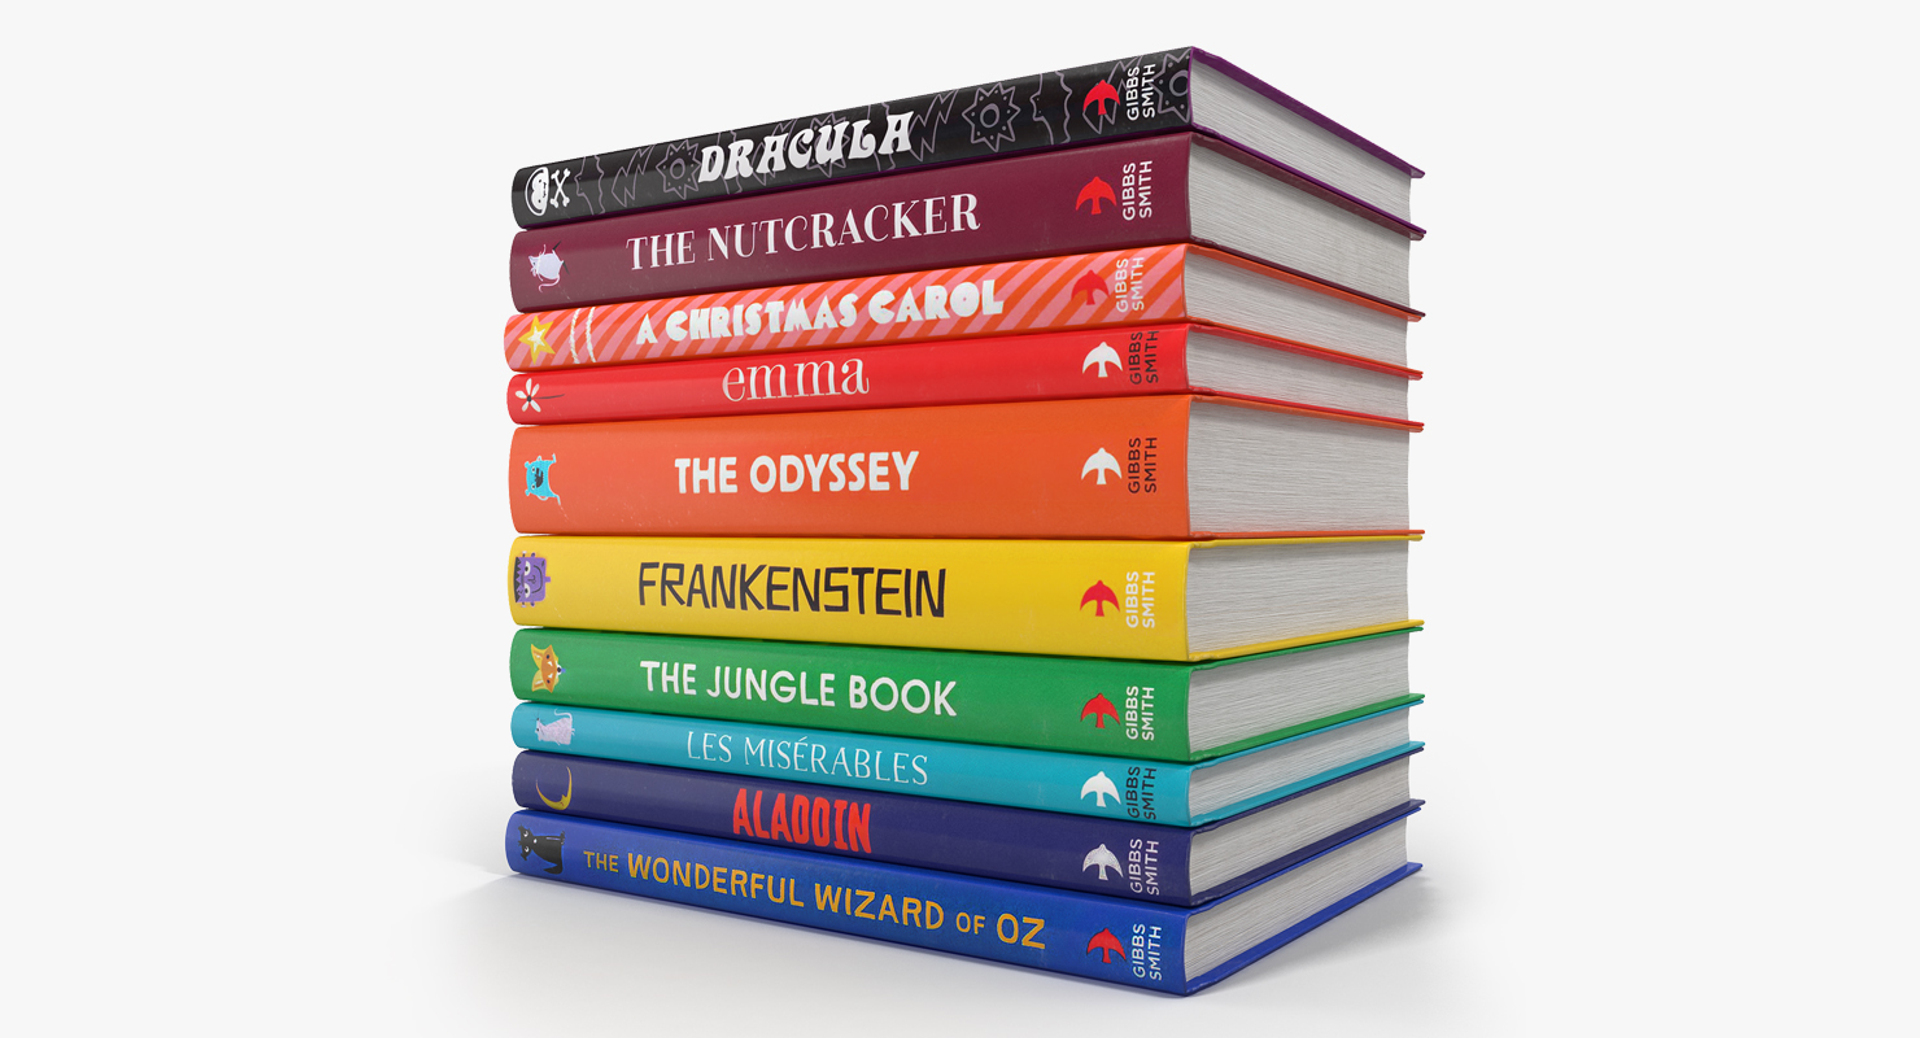 DRACULA
GIBBS
SMITH
THE NUTCRACKER
GIBBS
SMITH
A CHRISTMAS CAROL
GIBBS
SMITH
emma
GIBBS
SMITH
THE ODYSSEY
GIBBS
SMITH
FRANKENSTEIN
GIBBS
SMITH
THE JUNGLE BOOK
GIBBS
SMITH
LES MISÉRABLES
GIBBS
SMITH
ALADDIN
GIBBS
SMITH
THE WONDERFUL WIZARD OF OZ
GIBBS
SMITH